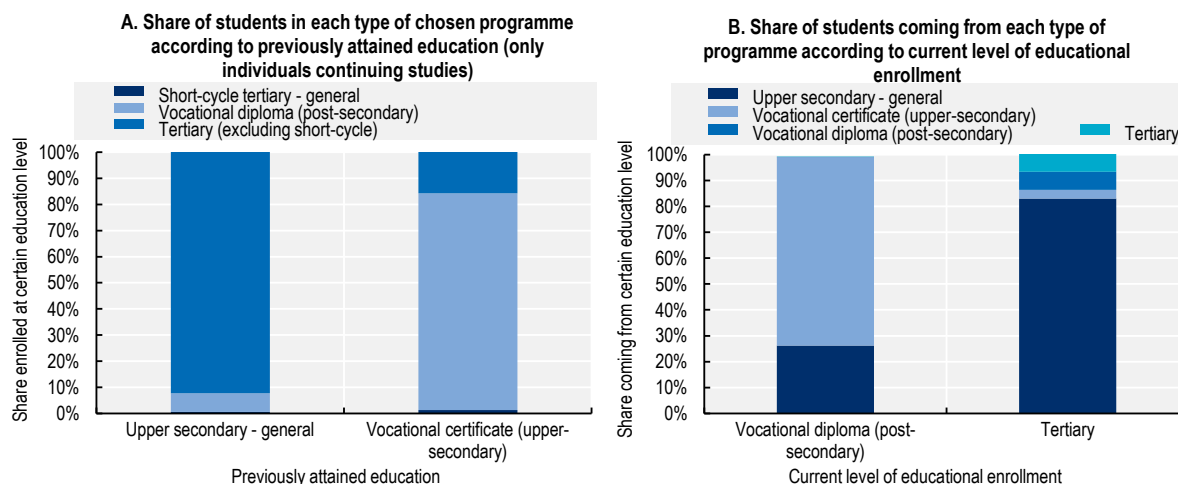 A. Share of students in each type of chosen programme
according to previously attained education (only
individuals continuing studies)
Short-cycle tertiary - general
Vocational diploma (post-secondary)
Tertiary (excluding short-cycle)
Share enrolled at certain education level
100%
90%
80%
70%
60%
50%
40%
30%
20%
10%
0%
Upper secondary - general
Vocational certificate (upper-
secondary)
Previously attained education
B. Share of students coming from each type of
programme according to current level of educational
enrollment
Upper secondary - general
Vocational certificate (upper-secondary)
Vocational diploma (post-secondary)
Tertiary
Share coming from certain education level
100%
90%
80%
70%
60%
50%
40%
30%
20%
10%
0%
Vocational diploma (post-
secondary)
Tertiary
Current level of educational enrollment